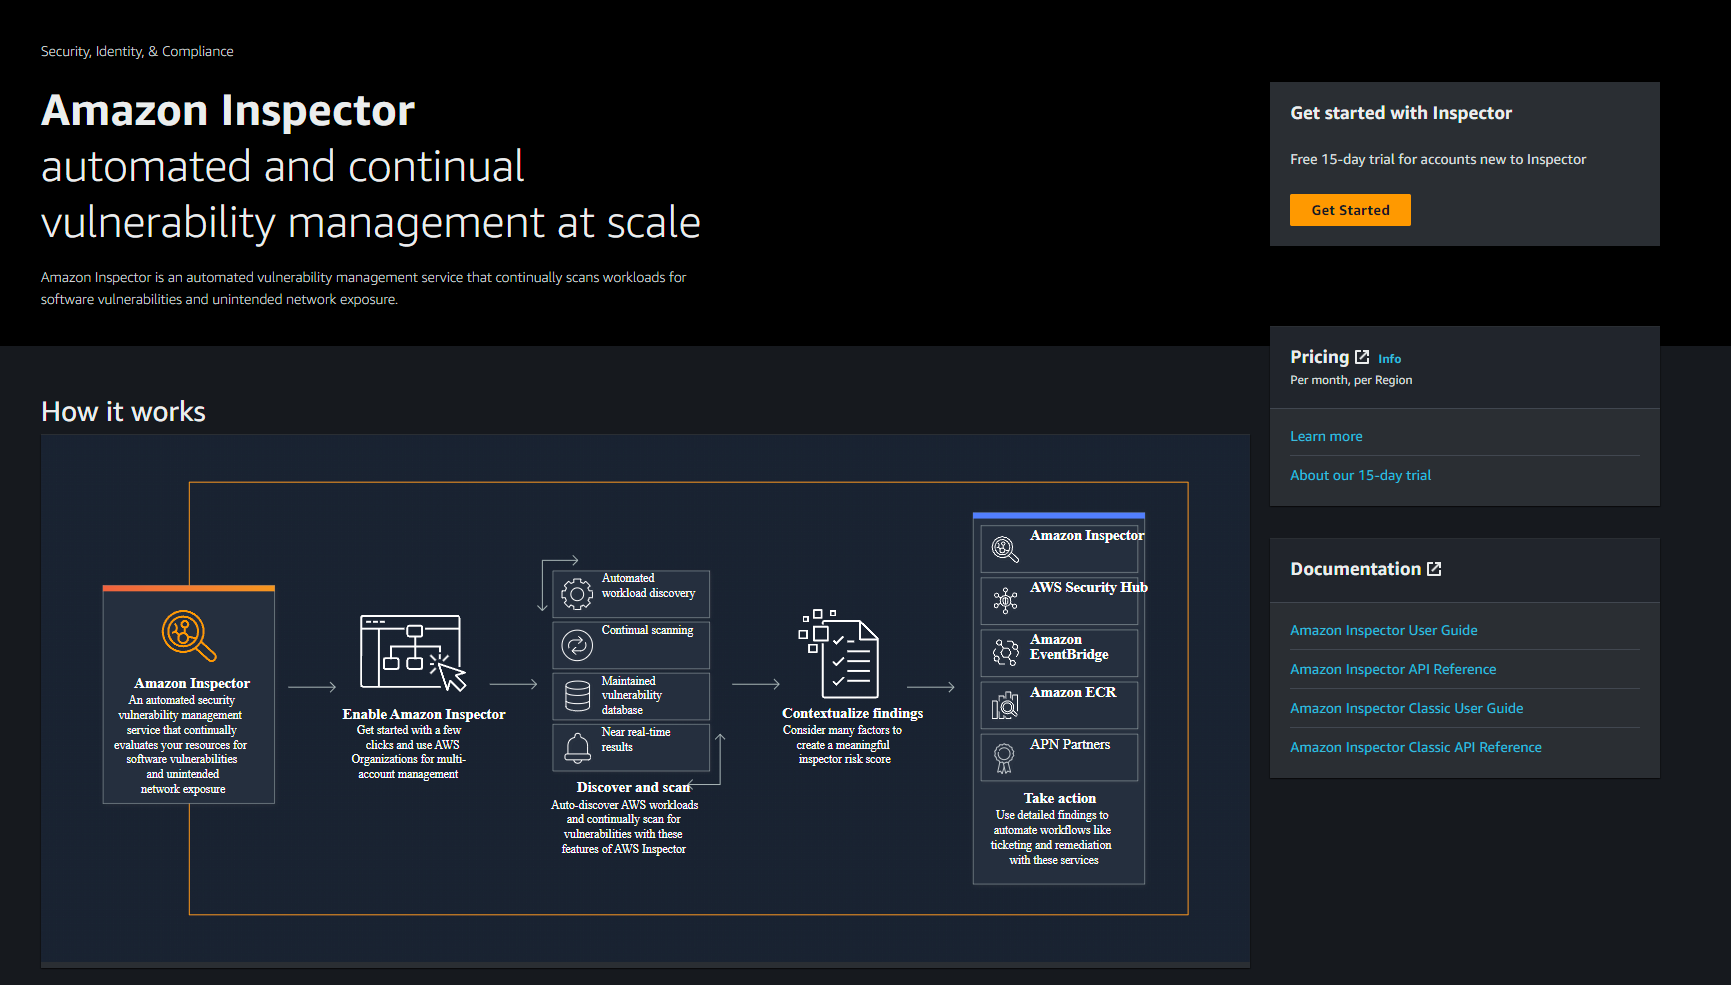 Security, Identity, & Compliance
Amazon Inspector
automated and continual
vulnerability management at scale
Amazon Inspector is an automated vulnerability management service that continually scans workloads for
software vulnerabilities and unintended network exposure.
Get started with Inspector
Free 15-day trial for accounts new to Inspector
Get Started
Pricing Info
Per month, per Region
Learn more
About our 15-day trial
Documentation
Amazon Inspector User Guide
Amazon Inspector API Reference
Amazon Inspector Classic User Guide
Amazon Inspector Classic API Reference
How it works
Amazon Inspector
An automated security
vulnerability management
service that continually
evaluates your resources for
software vulnerabilities
and unintended
network exposure
Enable Amazon Inspector
Get started with a few
clicks and use AWS
Organizations for multi-
account management
Automated
workload discovery
Continual scanning
Maintained
vulnerability
database
Near real-time
results
Discover and scan
Auto-discover AWS workloads
and continually scan for
vulnerabilities with these
features of AWS Inspector
Contextualize findings
Consider many factors to
create a meaningful
inspector risk score
Amazon Inspector
AWS Security Hub
Amazon
EventBridge
Amazon ECR
APN Partners
Take action
Use detailed findings to
automate workflows like
ticketing and remediation
with these services